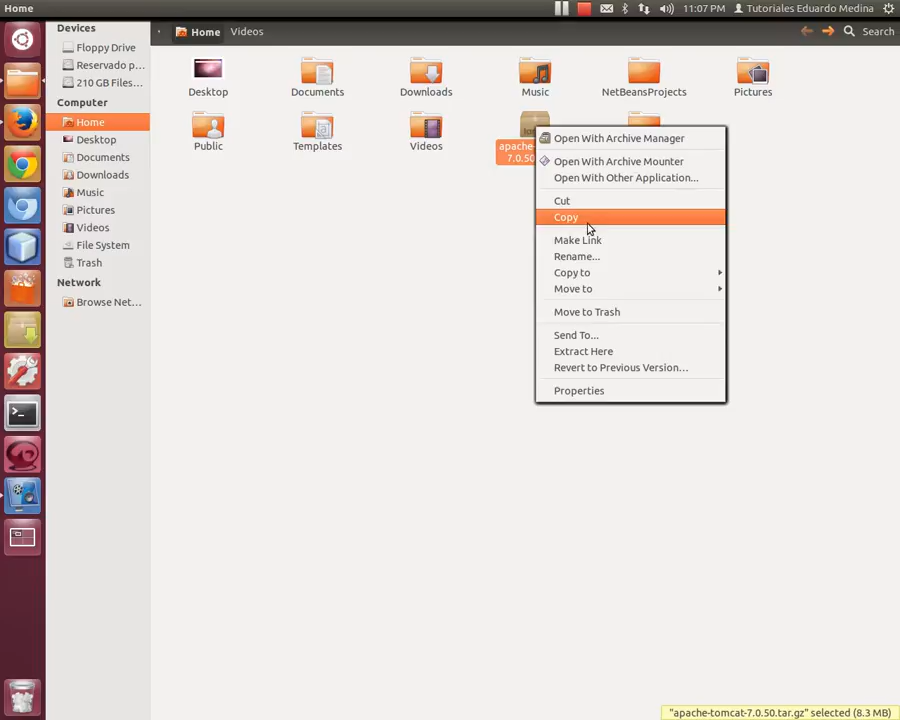 Home
11:07 PM
Tutoriales Eduardo Medina
Devices
Floppy Drive
Reservado p...
210 GB Files...
Computer
Home
Desktop
Documents
Downloads
Music
Pictures
Videos
File System
Trash
Network
Browse Net...
Home
Videos
Search
Desktop
Documents
Downloads
Music
NetBeansProjects
Pictures
Public
Templates
Videos
apache-
7.0.50
Open With Archive Manager
Open With Archive Mounter
Open With Other Application...
Cut
Copy
Make Link
Rename...
Copy to
Move to
Move to Trash
Send To...
Extract Here
Revert to Previous Version...
Properties
"apache-tomcat-7.0.50.tar.gz" selected (8.3 MB)